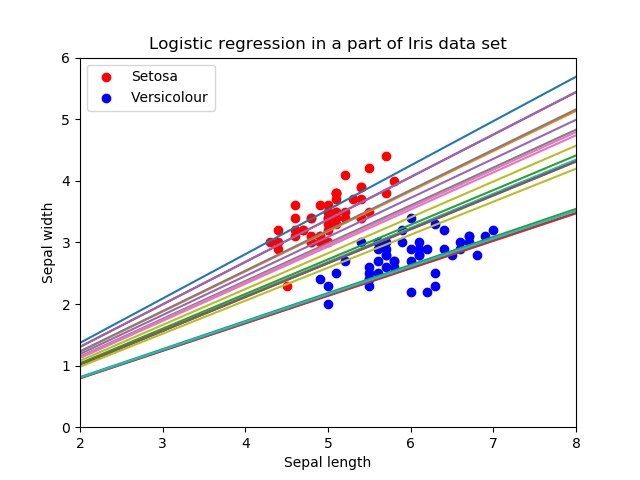 Logistic regression in a part of Iris data set
Setosa
Versicolour
Sepal width
6
5
4
3
2
1
0
2 3 4 5 6 7 8
Sepal length